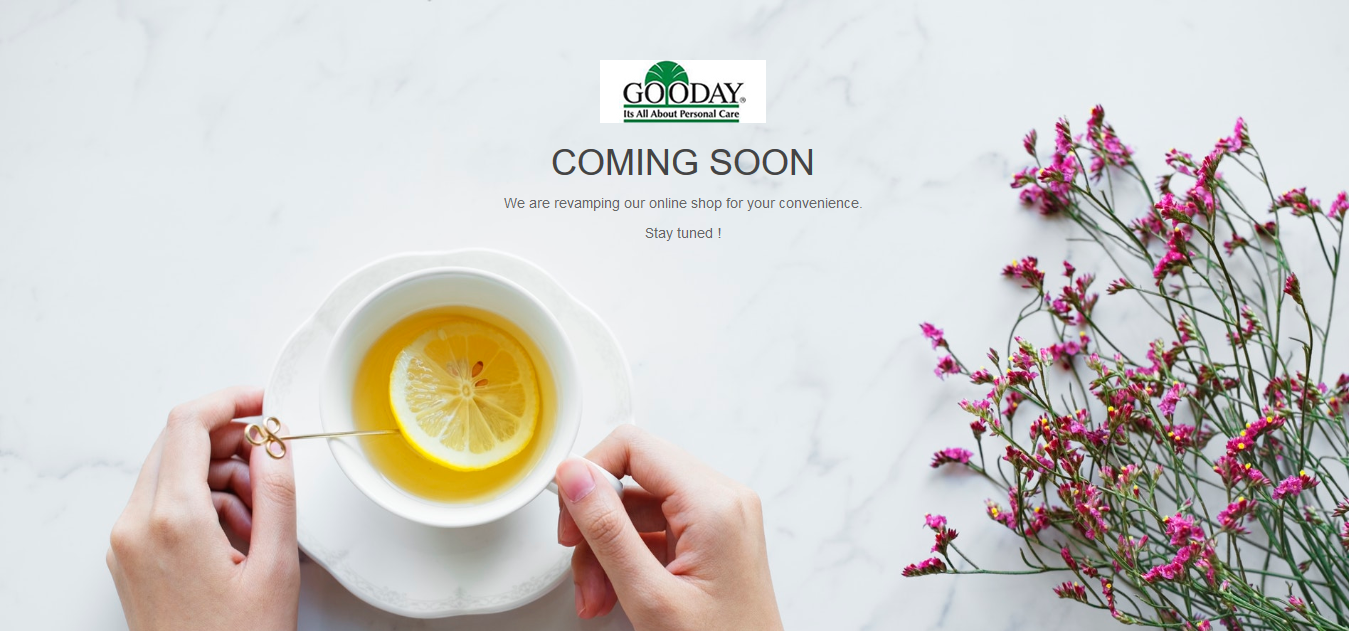 GOODAY®
Its All About Personal Care
COMING SOON
We are revamping our online shop for your convenience.
Stay tuned !